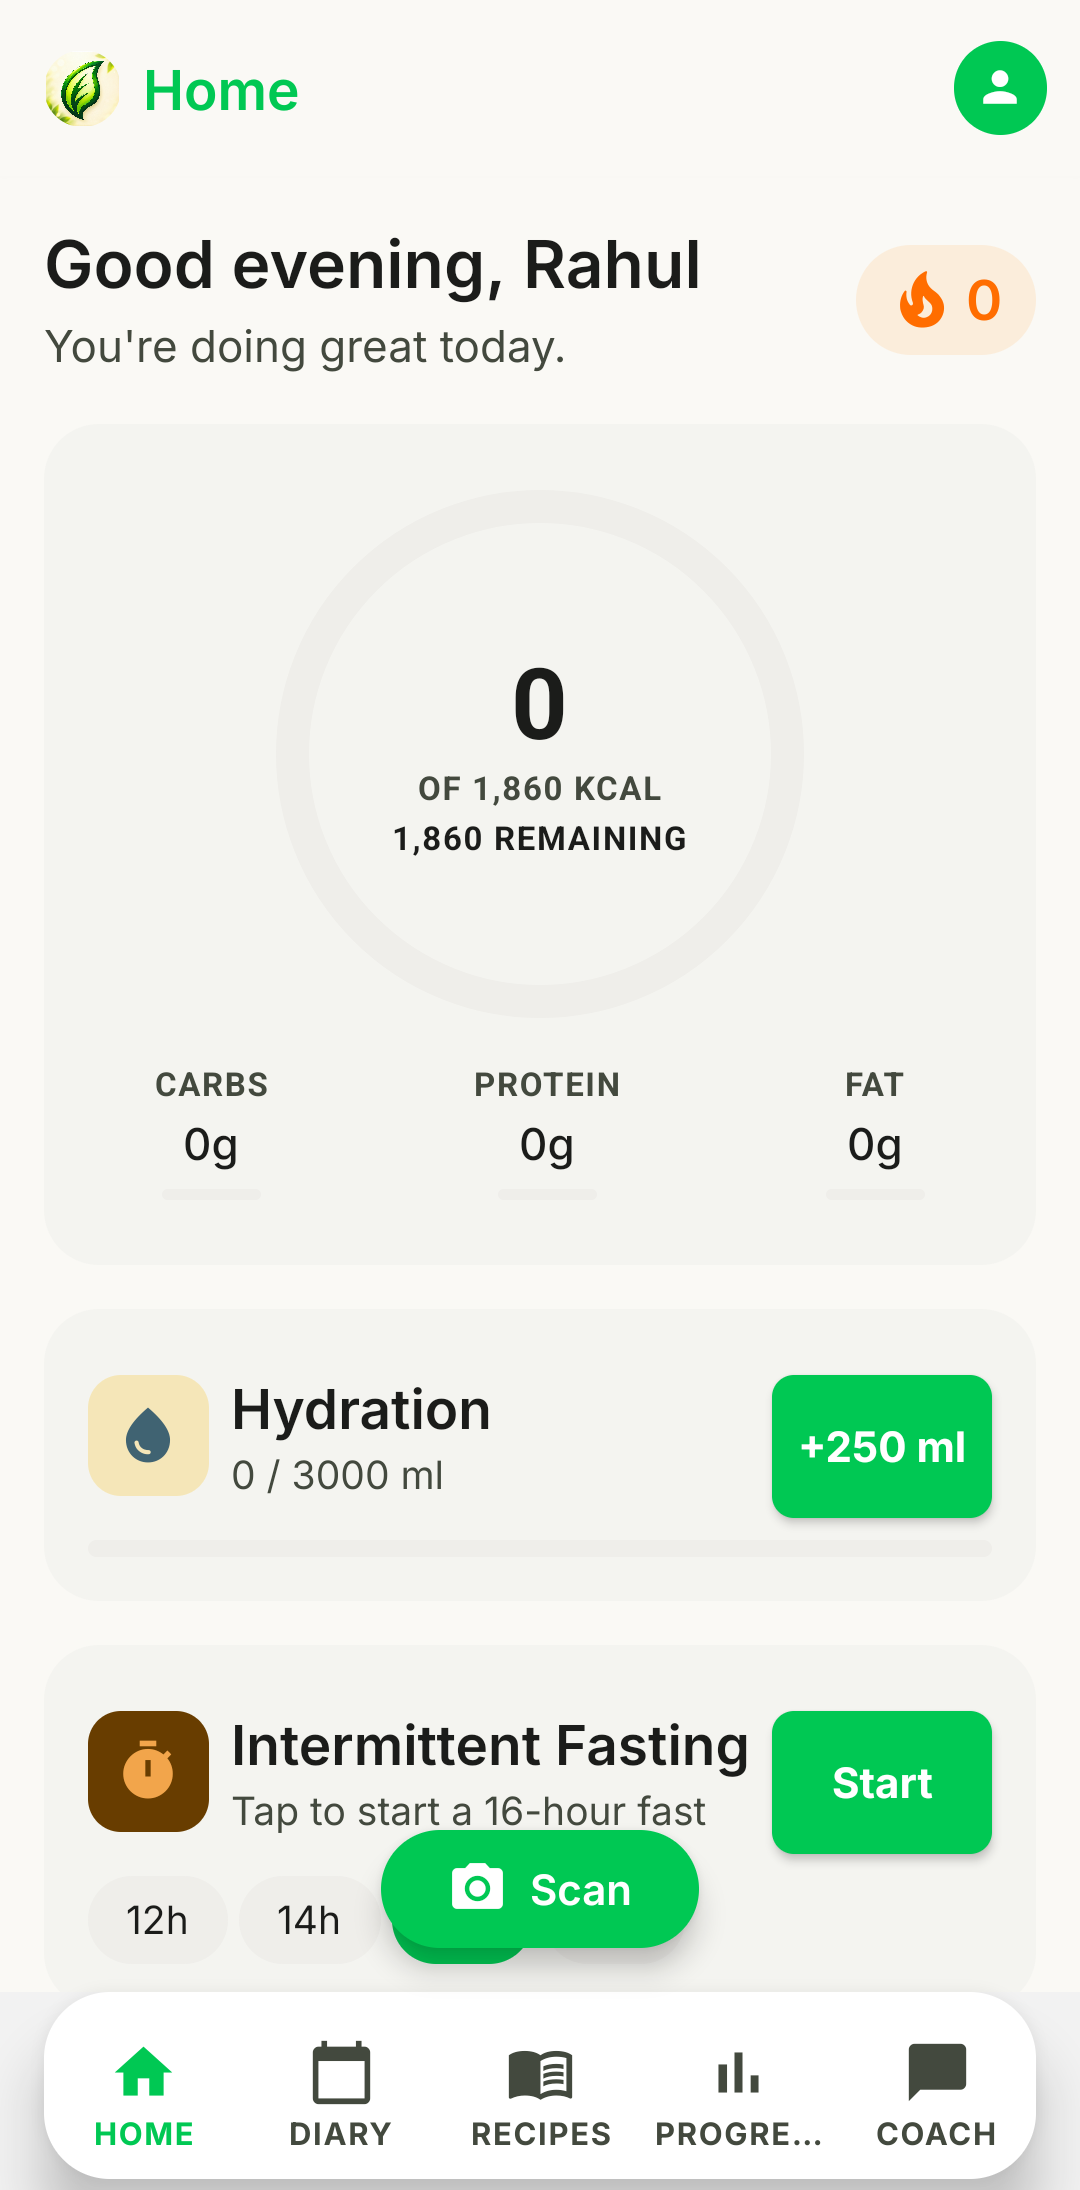 Home
Good evening, Rahul
0
You're doing great today.
0
OF 1,860 KCAL
1,860 REMAINING
CARBS
PROTEIN
FAT
0g
0g
0g
Hydration
0 / 3000 ml
+250 ml
Intermittent Fasting
Tap to start a 16-hour fast
Start
12h
14h
Scan
HOME
DIARY
RECIPES
PROGRE...
COACH